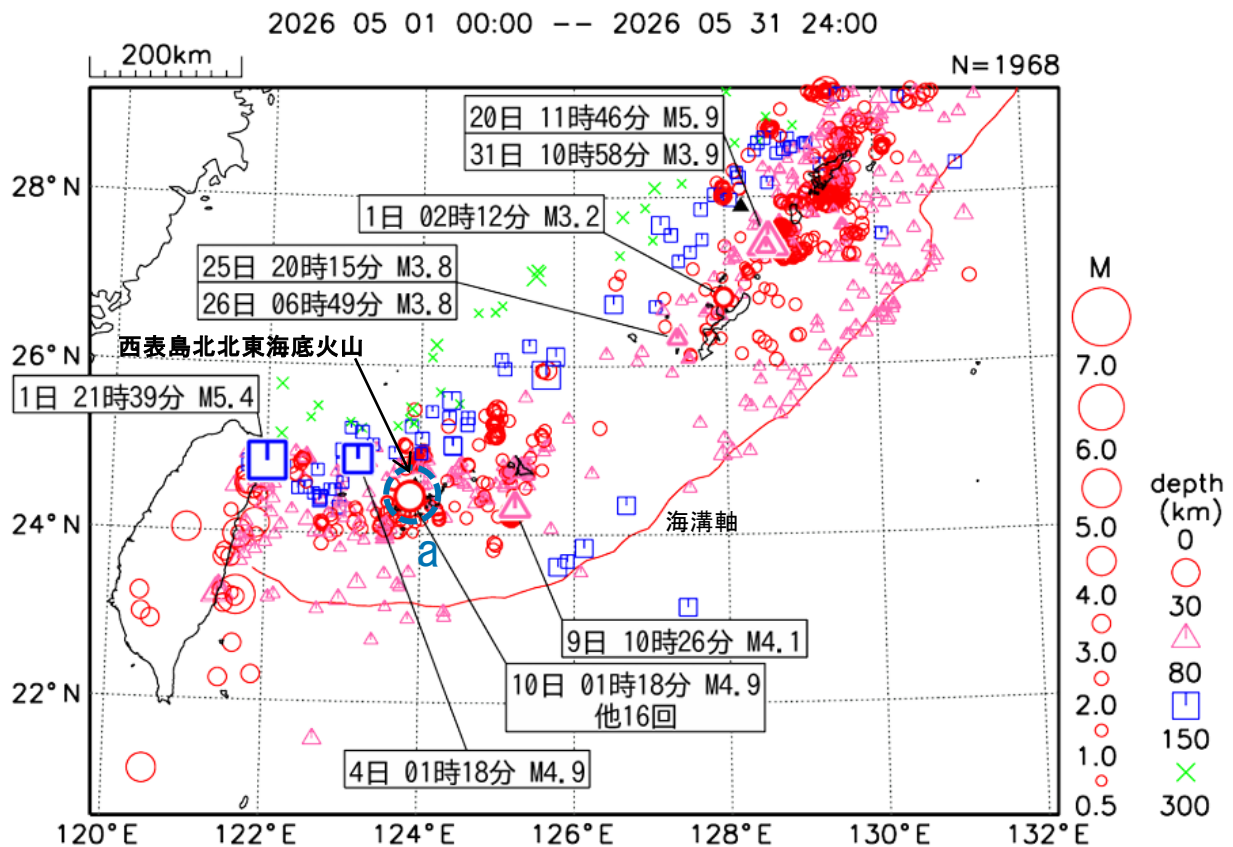 2026 05 01 00:00 -- 2026 05 31 24:00
200km
N=1968
20日 11時46分 M5.9
31日 10時58分 M3.9
28°N
1日 02時12分 M3.2
25日 20時15分 M3.8
26日 06時49分 M3.8
M
西表島北北東海底火山
26°N
7.0
1日 21時39分 M5.4
6.0
depth
(km)
24°N
海溝軸
5.0
0
a
4.0
30
9日 10時26分 M4.1
3.0
80
10日 01時18分 M4.9
他16回
22°N
2.0
150
4日 01時18分 M4.9
1.0
300
0.5
120°E
122°E
124°E
126°E
128°E
130°E
132°E